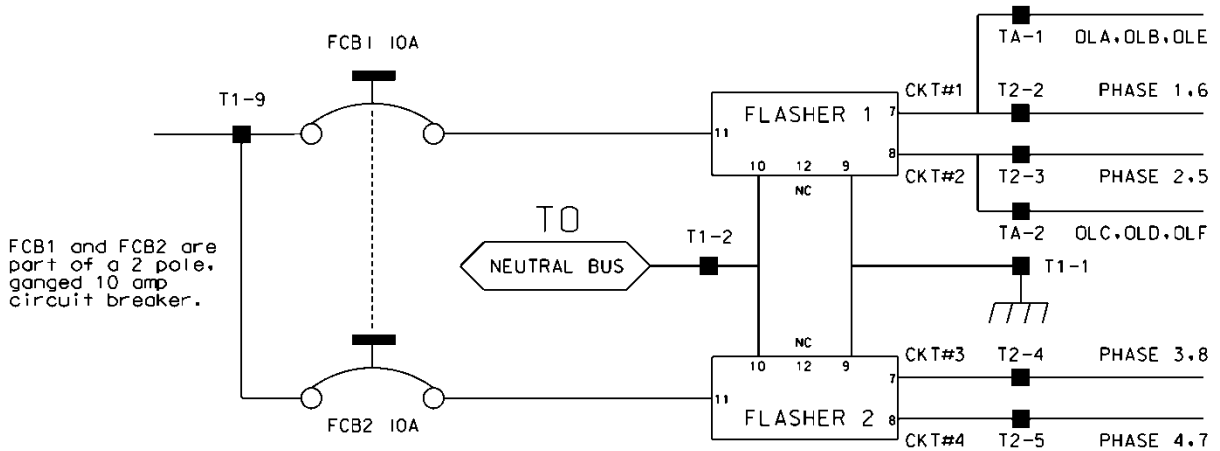 FCB1 10A
T1-9
FCB1 and FCB2 are
part of a 2 pole,
ganged 10 amp
circuit breaker.
FCB2 10A
TO
NEUTRAL BUS
T1-2
11
FLASHER 1
7
8
10 12 9
NC
CKT#1
CKT#2
TA-1 OLA,OLB,OLE
T2-2 PHASE 1,6
T2-3 PHASE 2,5
TA-2 OLC,OLD,OLF
T1-1
NC
10 12 9
11
FLASHER 2
7
8
CKT#3 T2-4 PHASE 3,8
CKT#4 T2-5 PHASE 4,7